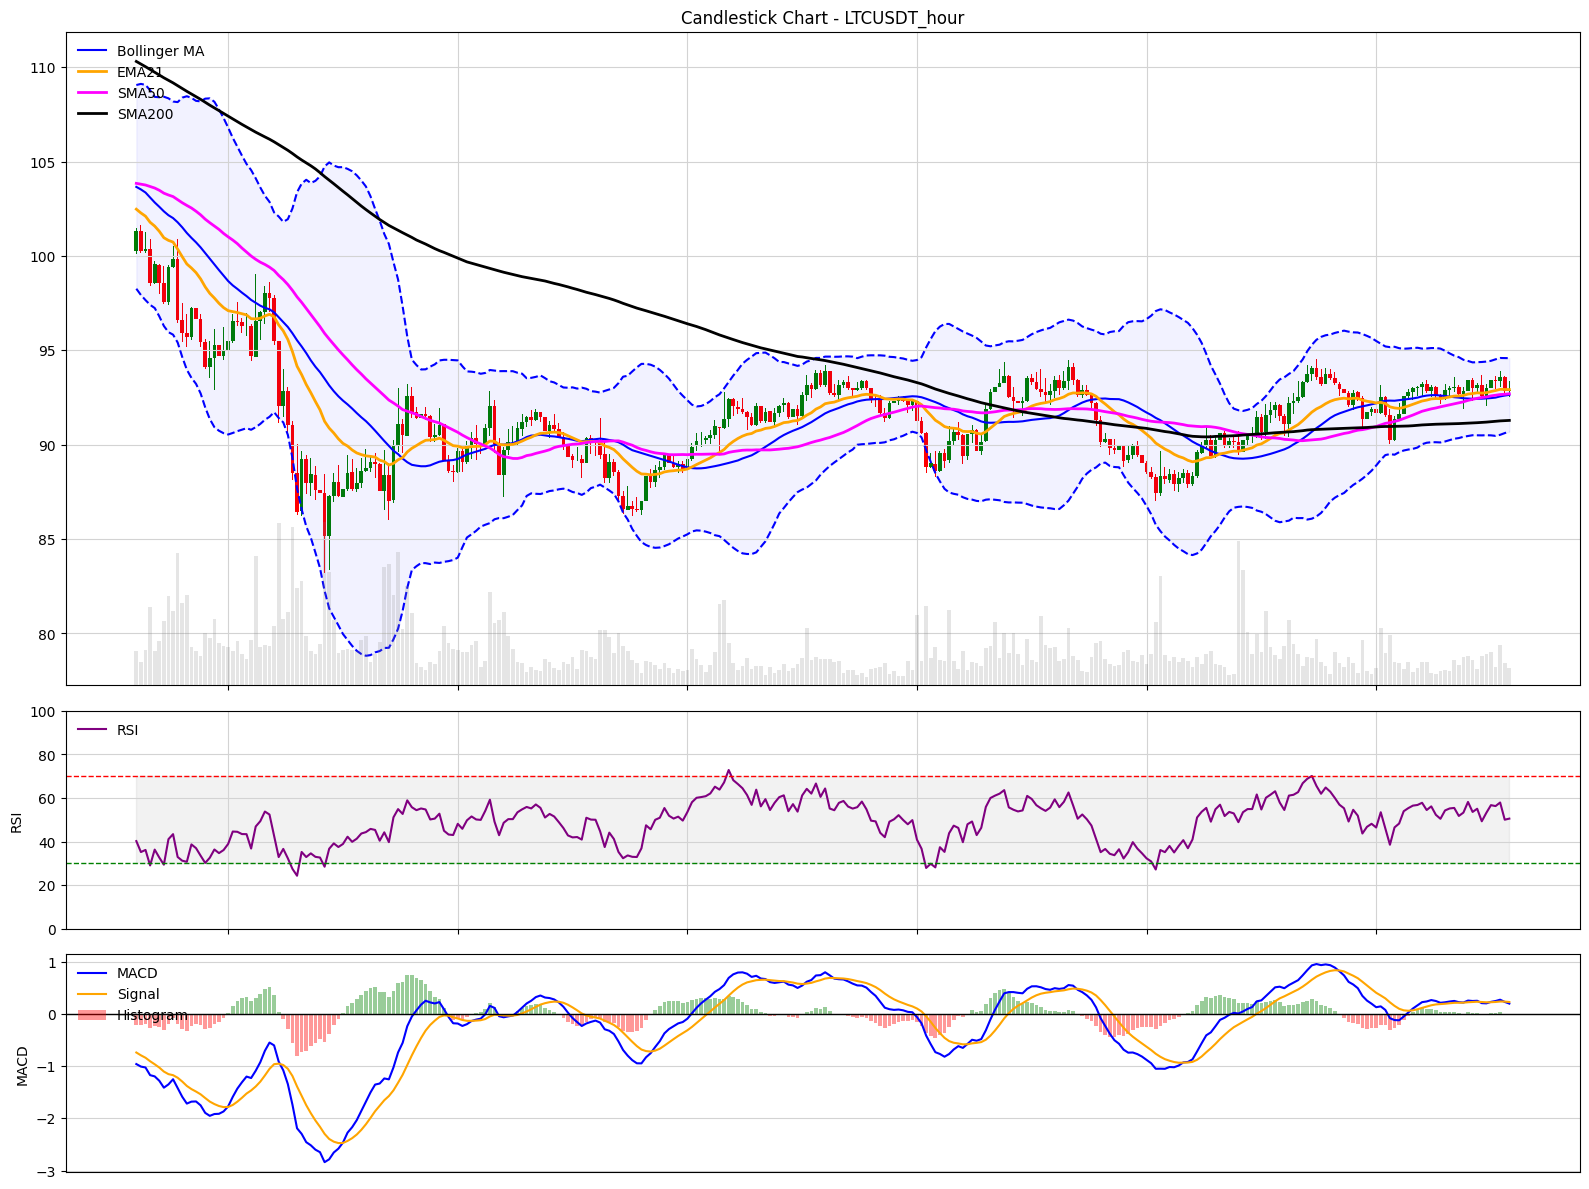 Candlestick Chart - LTCUSDT_hour
Bollinger MA
EMA21
SMA50
SMA200
110
105
100
95
90
85
80
RSI
100
80
60
40
20
0
RSI
MACD
Signal
Histogram
1
0
−1
−2
−3
MACD